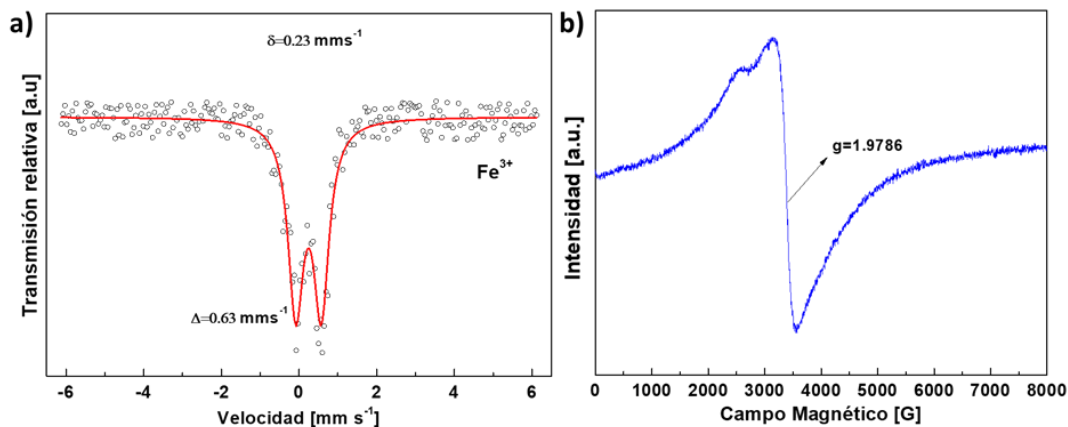 a)
δ=0.23 mms⁻¹
Transmisión relativa [a.u]
Fe³⁺
Δ=0.63 mms⁻¹
-6 -4 -2 0 2 4 6
Velocidad [mm s⁻¹]
b)
Intensidad [a.u.]
g=1.9786
0 1000 2000 3000 4000 5000 6000 7000 8000
Campo Magnético [G]